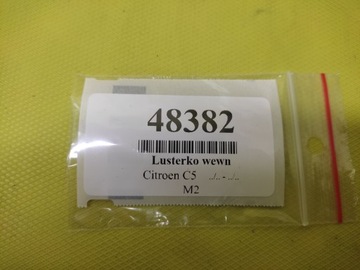 48382
Lusterko wewn
Citroen C5 ../.. - ../..
M2